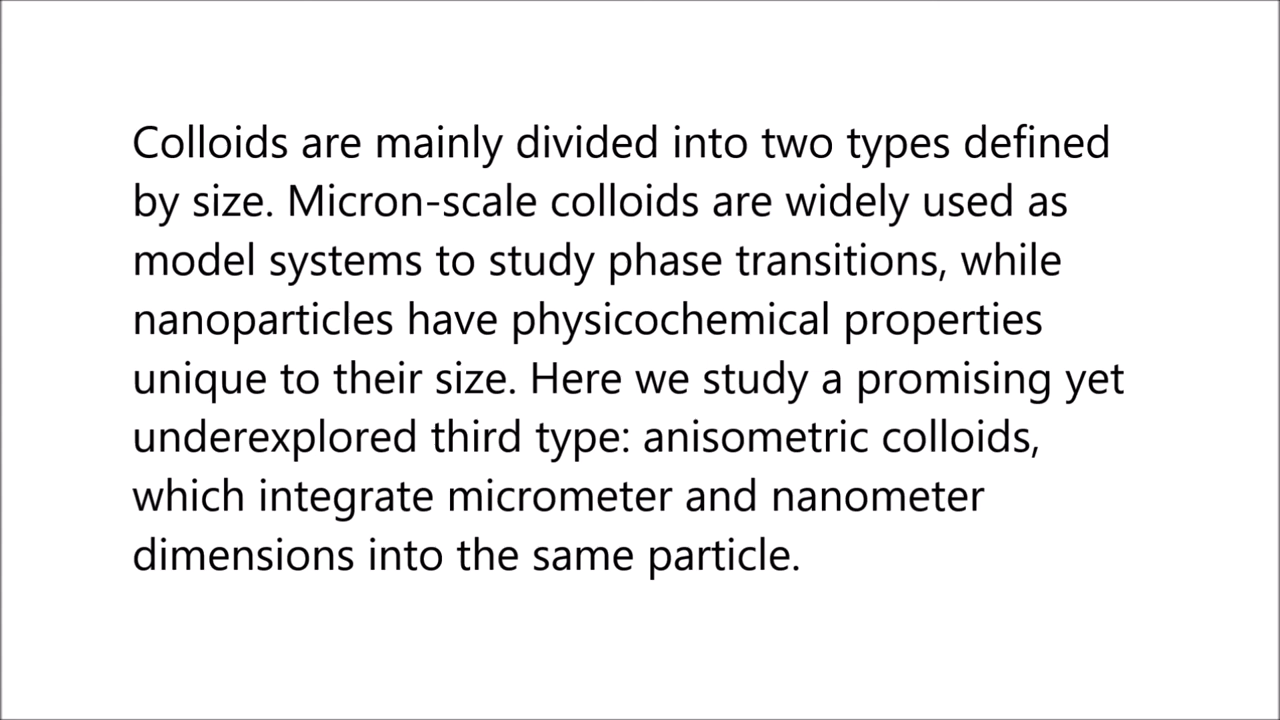 Colloids are mainly divided into two types defined
by size. Micron-scale colloids are widely used as
model systems to study phase transitions, while
nanoparticles have physicochemical properties
unique to their size. Here we study a promising yet
underexplored third type: anisometric colloids,
which integrate micrometer and nanometer
dimensions into the same particle.